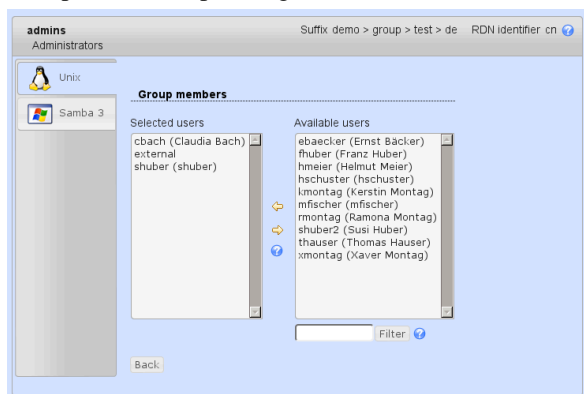 admins
Suffix demo > group > test > de RDN identifier cn
Administrators
Unix
Samba 3
Group members
Selected users
Available users
cbach (Claudia Bach)
external
shuber (shuber)
ebaecker (Ernst Bäcker)
fhuber (Franz Huber)
hmeier (Helmut Meier)
hschuster (hschuster)
kmontag (Kerstin Montag)
mfischer (mfischer)
rmontag (Ramona Montag)
shuber2 (Susi Huber)
thauser (Thomas Hauser)
xmontag (Xaver Montag)
Filter
Back